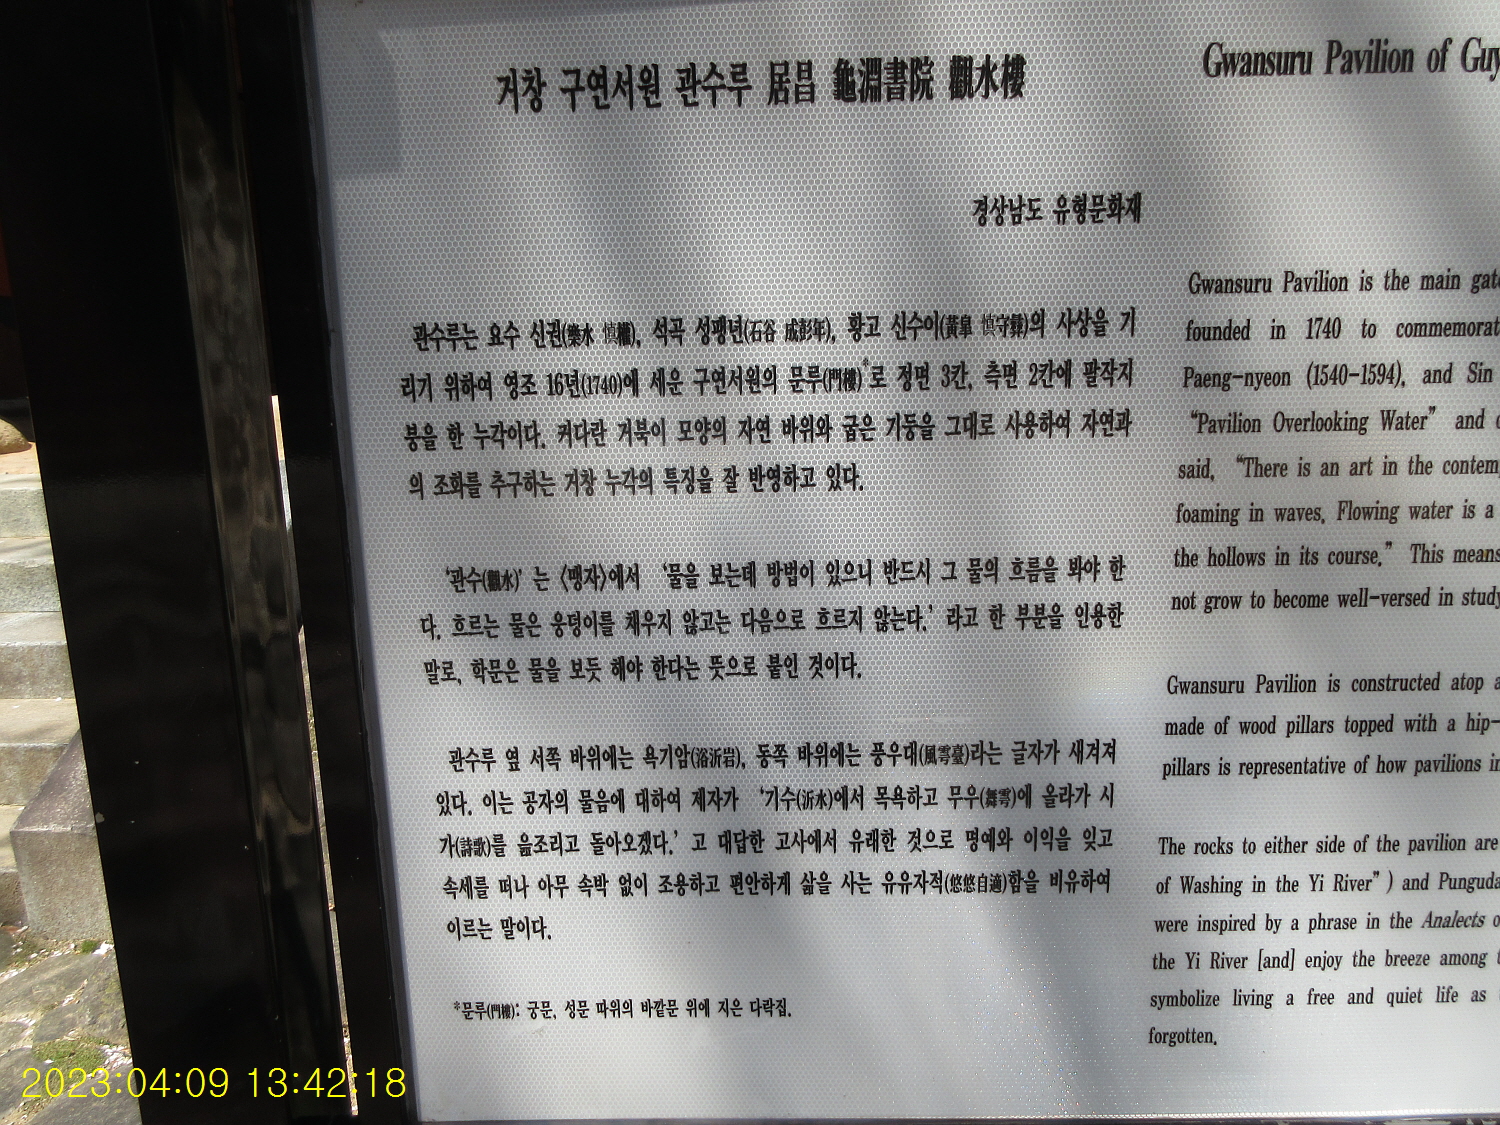 거창 구연서원 관수루 居昌 龜淵書院 觀水樓
경상남도 유형문화재
관수루는 요수 신권(樂水 愼權), 석곡 성팽년(石谷 成彭年), 황고 신수이(黃皐 愼守彝)의 사상을 기
리기 위하여 영조 16년(1740)에 세운 구연서원의 문루(門樓)*로 정면 3칸, 측면 2칸에 팔작지
붕을 한 누각이다. 커다란 거북이 모양의 자연 바위와 굽은 기둥을 그대로 사용하여 자연과
의 조화를 추구하는 거창 누각의 특징을 잘 반영하고 있다.
‘관수(觀水)’는 〈맹자〉에서 ‘물을 보는데 방법이 있으니 반드시 그 물의 흐름을 봐야 한
다. 흐르는 물은 웅덩이를 채우지 않고는 다음으로 흐르지 않는다.’ 라고 한 부분을 인용한
말로, 학문은 물을 보듯 해야 한다는 뜻으로 붙인 것이다.
관수루 옆 서쪽 바위에는 욕기암(浴沂岩), 동쪽 바위에는 풍우대(風雩臺)라는 글자가 새겨져
있다. 이는 공자의 물음에 대하여 제자가 ‘기수(沂水)에서 목욕하고 무우(舞雩)에 올라가 시
가(詩歌)를 읊조리고 돌아오겠다.’ 고 대답한 고사에서 유래한 것으로 명예와 이익을 잊고
속세를 떠나 아무 속박 없이 조용하고 편안하게 삶을 사는 유유자적(悠悠自適)함을 비유하여
이르는 말이다.
*문루(門樓): 궁문, 성문 따위의 바깥문 위에 지은 다락집.
Gwansuru Pavilion of Guy
Gwansuru Pavilion is the main gate
founded in 1740 to commemorat
Paeng-nyeon (1540-1594), and Sin
“Pavilion Overlooking Water” and
said, “There is an art in the contem
foaming in waves. Flowing water is a
the hollows in its course.” This means
not grow to become well-versed in study
Gwansuru Pavilion is constructed atop a
made of wood pillars topped with a hip-
pillars is representative of how pavilions in
The rocks to either side of the pavilion are
of Washing in the Yi River”) and Punguda
were inspired by a phrase in the Analects o
the Yi River [and] enjoy the breeze among t
symbolize living a free and quiet life as
forgotten.
2023:04:09 13:42:18